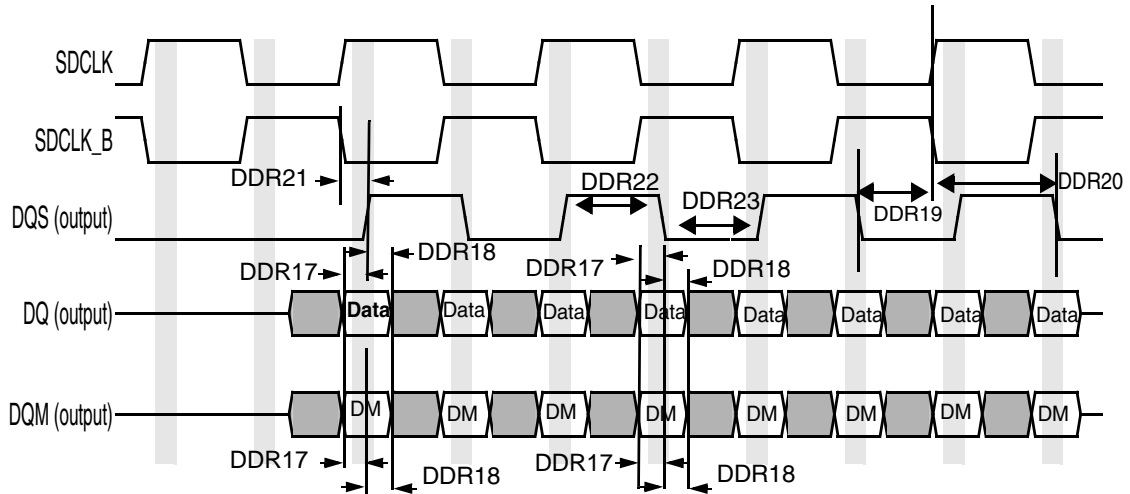 SDCLK
SDCLK_B
DDR21
DDR22
DDR23
DDR19
DDR20
DQS (output)
DDR17
DDR18
DDR17
DDR18
DQ (output)
Data
Data
Data
Data
Data
Data
Data
Data
DQM (output)
DM
DM
DM
DM
DM
DM
DM
DM
DDR17
DDR18
DDR17
DDR18